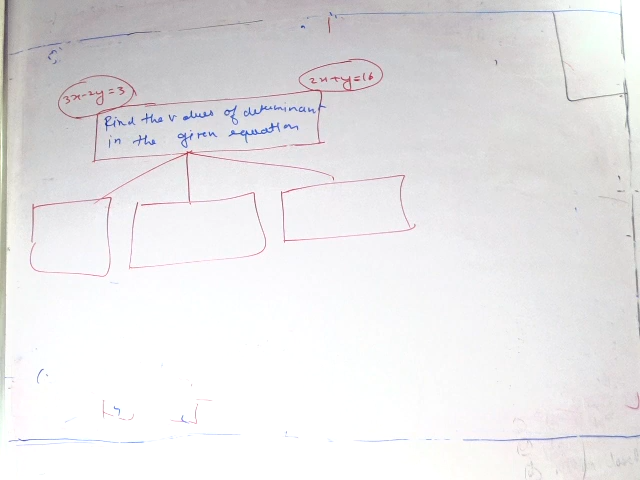 3x-2y=3
2x+y=16
Find the values of determinant
in the given equation